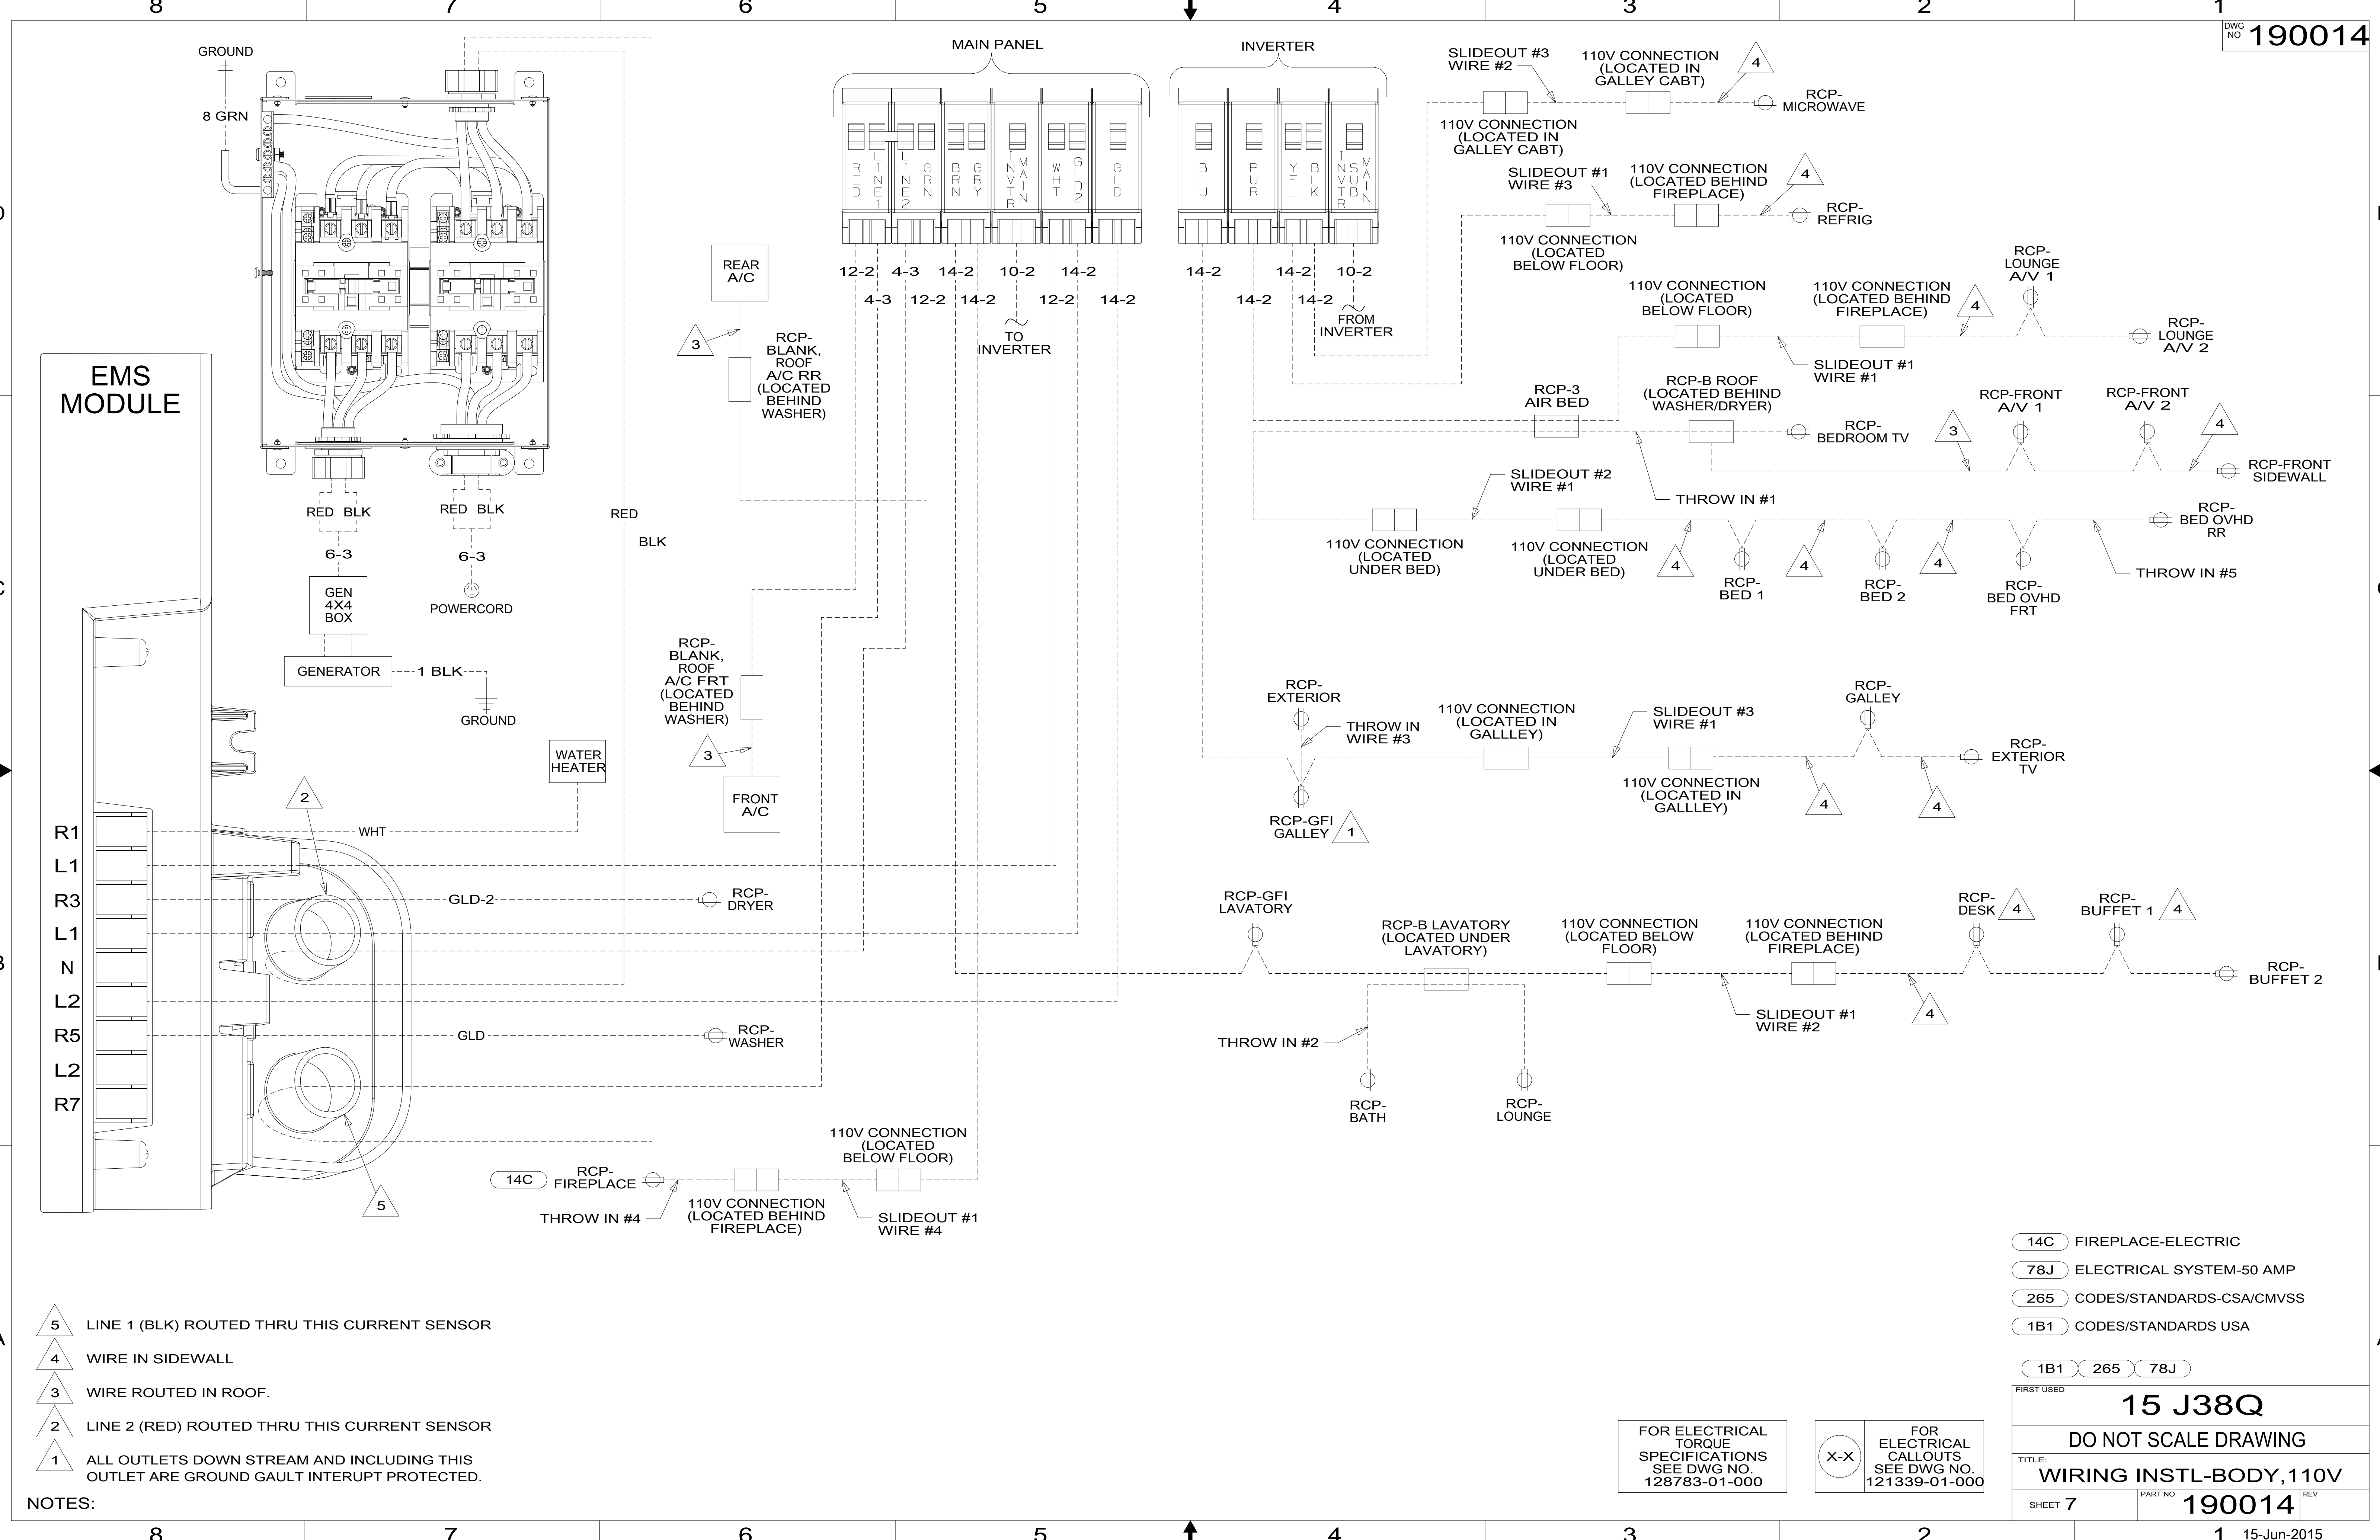 8 7 6 5 4 3 2 1
DWG
NO 190014
GROUND
8 GRN
MAIN PANEL
INVERTER
RED
LINE1
LINE2
GRN
BRN
GRY
INVTR
MAIN
WHT
GLD2
GLD
BLU
PUR
YEL
BLK
INVTR
SUB
MAIN
12-2 4-3 14-2 10-2 14-2
4-3 12-2 14-2 12-2 14-2
14-2 14-2 10-2
14-2 14-2
TO
INVERTER
FROM
INVERTER
SLIDEOUT #3
WIRE #2
110V CONNECTION
(LOCATED IN
GALLEY CABT)
4
RCP-
MICROWAVE
110V CONNECTION
(LOCATED IN
GALLEY CABT)
SLIDEOUT #1
WIRE #3
110V CONNECTION
(LOCATED BEHIND
FIREPLACE)
4
RCP-
REFRIG
110V CONNECTION
(LOCATED
BELOW FLOOR)
110V CONNECTION
(LOCATED
BELOW FLOOR)
110V CONNECTION
(LOCATED BEHIND
FIREPLACE)
4
RCP-
LOUNGE
A/V 1
RCP-
LOUNGE
A/V 2
SLIDEOUT #1
WIRE #1
REAR
A/C
3
RCP-
BLANK,
ROOF
A/C RR
(LOCATED
BEHIND
WASHER)
EMS
MODULE
RCP-3
AIR BED
RCP-B ROOF
(LOCATED BEHIND
WASHER/DRYER)
RCP-
BEDROOM TV
3
RCP-FRONT
A/V 1
RCP-FRONT
A/V 2
4
RCP-FRONT
SIDEWALL
SLIDEOUT #2
WIRE #1
THROW IN #1
RED BLK
RED BLK
6-3
6-3
RED
BLK
GEN
4X4
BOX
POWERCORD
GENERATOR
1 BLK
GROUND
110V CONNECTION
(LOCATED
UNDER BED)
110V CONNECTION
(LOCATED
UNDER BED)
4
RCP-
BED 1
4
RCP-
BED 2
4
RCP-
BED OVHD
FRT
RCP-
BED OVHD
RR
THROW IN #5
RCP-
BLANK,
ROOF
A/C FRT
(LOCATED
BEHIND
WASHER)
3
FRONT
A/C
WATER
HEATER
RCP-
EXTERIOR
THROW IN
WIRE #3
RCP-GFI
GALLEY
1
110V CONNECTION
(LOCATED IN
GALLLEY)
SLIDEOUT #3
WIRE #1
110V CONNECTION
(LOCATED IN
GALLLEY)
4
RCP-
GALLEY
4
RCP-
EXTERIOR
TV
2
R1
L1
R3
L1
N
L2
R5
L2
R7
WHT
GLD-2
RCP-
DRYER
GLD
RCP-
WASHER
5
RCP-GFI
LAVATORY
RCP-B LAVATORY
(LOCATED UNDER
LAVATORY)
110V CONNECTION
(LOCATED BELOW
FLOOR)
110V CONNECTION
(LOCATED BEHIND
FIREPLACE)
RCP-
DESK
4
RCP-
BUFFET 1
4
RCP-
BUFFET 2
SLIDEOUT #1
WIRE #2
4
THROW IN #2
RCP-
BATH
RCP-
LOUNGE
14C
RCP-
FIREPLACE
THROW IN #4
110V CONNECTION
(LOCATED BEHIND
FIREPLACE)
110V CONNECTION
(LOCATED
BELOW FLOOR)
SLIDEOUT #1
WIRE #4
14C FIREPLACE-ELECTRIC
78J ELECTRICAL SYSTEM-50 AMP
265 CODES/STANDARDS-CSA/CMVSS
1B1 CODES/STANDARDS USA
1B1 265 78J
5 LINE 1 (BLK) ROUTED THRU THIS CURRENT SENSOR
4 WIRE IN SIDEWALL
3 WIRE ROUTED IN ROOF.
2 LINE 2 (RED) ROUTED THRU THIS CURRENT SENSOR
1 ALL OUTLETS DOWN STREAM AND INCLUDING THIS
OUTLET ARE GROUND GAULT INTERUPT PROTECTED.
NOTES:
FOR ELECTRICAL
TORQUE
SPECIFICATIONS
SEE DWG NO.
128783-01-000
X-X
FOR
ELECTRICAL
CALLOUTS
SEE DWG NO.
121339-01-000
FIRST USED
15 J38Q
DO NOT SCALE DRAWING
TITLE:
WIRING INSTL-BODY,110V
SHEET 7
PART NO 190014
REV
8 7 6 5 4 3 2 1
15-Jun-2015